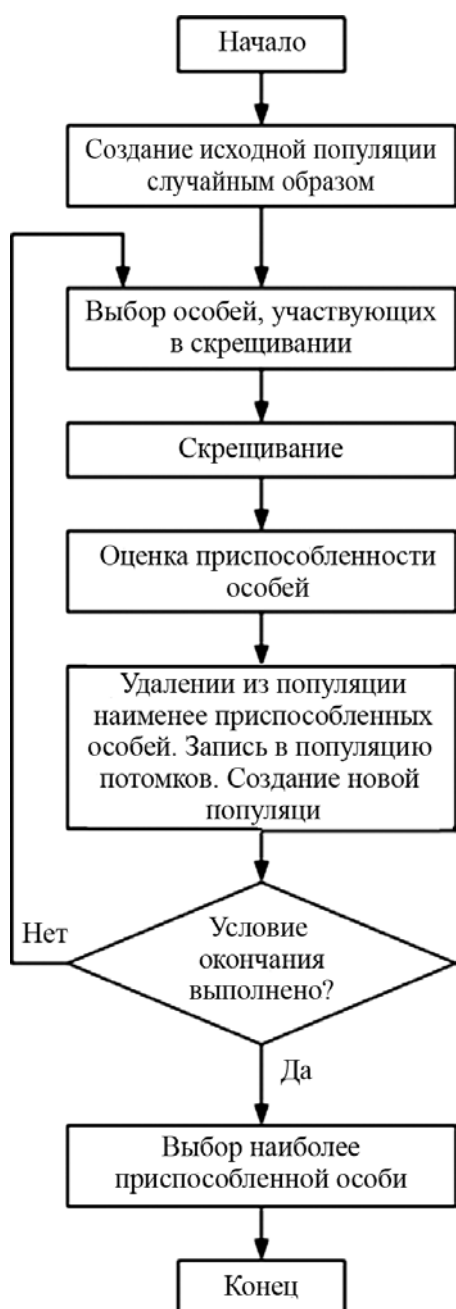 Начало
Создание исходной популяции
случайным образом
Выбор особей, участвующих
в скрещивании
Скрещивание
Оценка приспособленности
особей
Удалении из популяции
наименее приспособленных
особей. Запись в популяцию
потомков. Создание новой
популяци
Нет
Условие
окончания
выполнено?
Да
Выбор наиболее
приспособленной особи
Конец